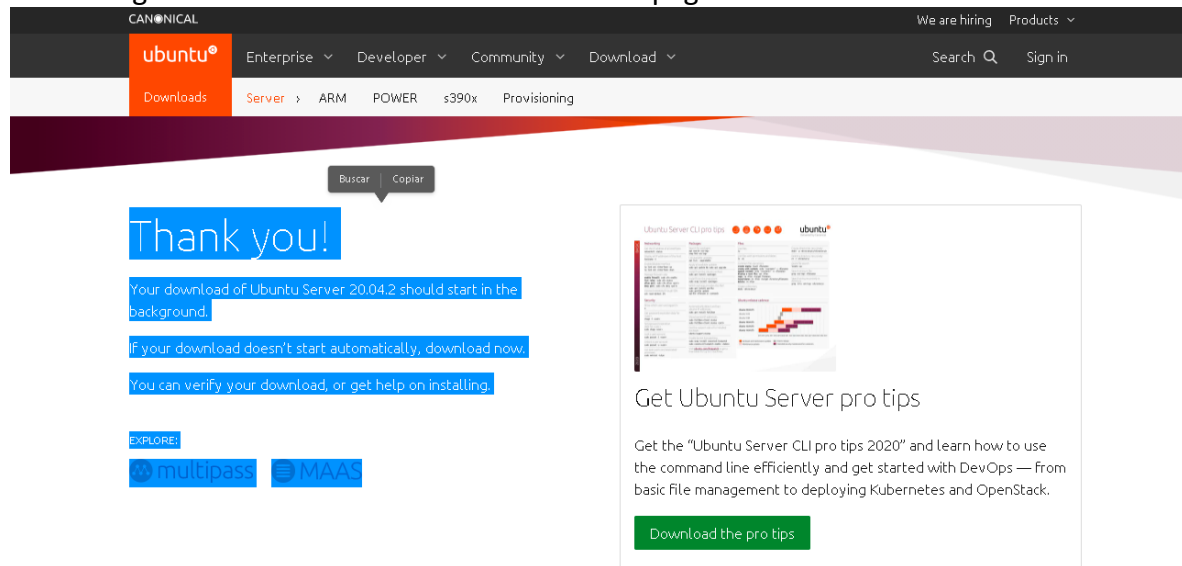 CANONICAL We are hiring Products
ubuntu Enterprise Developer Community Download Search Sign in
Downloads Server › ARM POWER s390x Provisioning
Buscar Copiar
Thank you!
Your download of Ubuntu Server 20.04.2 should start in the
background.
If your download doesn't start automatically, download now.
You can verify your download, or get help on installing.
EXPLORE:
multipass MAAS
Ubuntu Server CLI pro tips ubuntu
Get Ubuntu Server pro tips
Get the “Ubuntu Server CLI pro tips 2020” and learn how to use
the command line efficiently and get started with DevOps — from
basic file management to deploying Kubernetes and OpenStack.
Download the pro tips